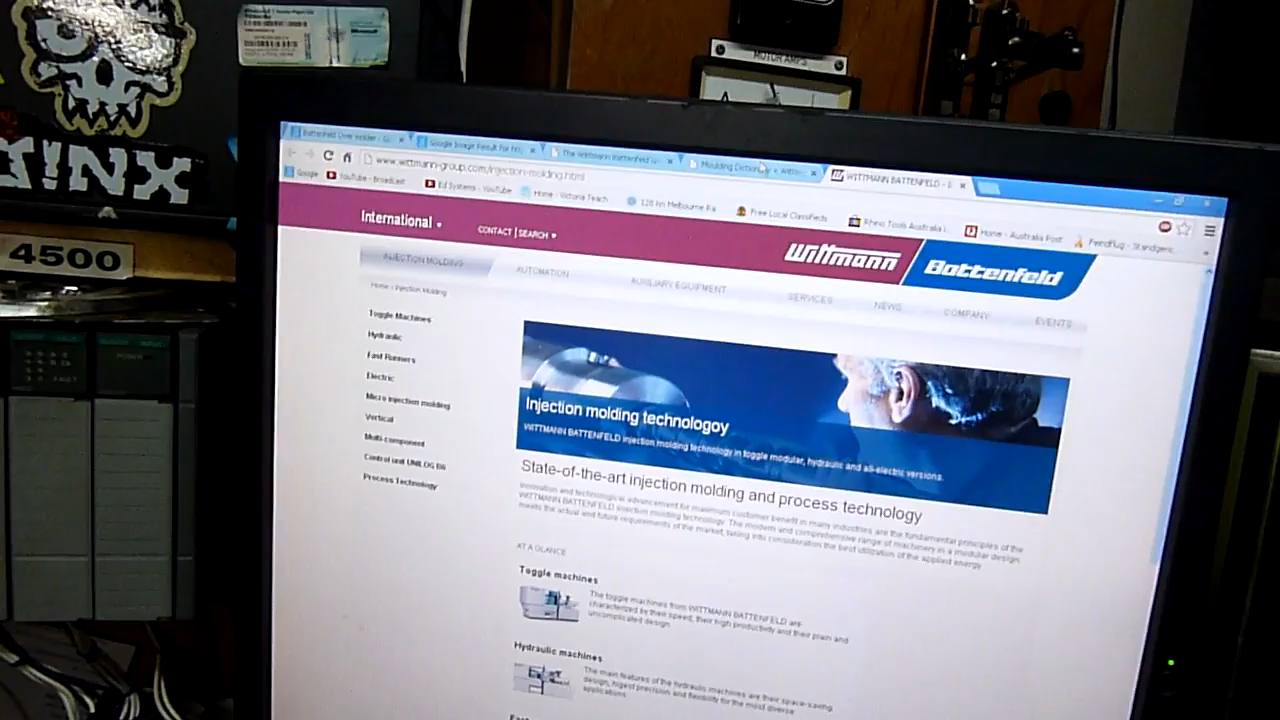 MOTOR AMPS
A
M!NX
4500
Battenfeld
Google Image Result for
The Wittmann Battenfeld
Moulding Dictionary
WITTMANN BATTENFELD -
www.wittmann-group.com/injection-molding.html
Google
YouTube - Broadcast
Ed Systems - YouTube
Home - Victoria Teach
128 km Melbourne Ra
Free Local Classifieds
Rhino Tools Australia
Home - Australia Post
FeedFlug - Standgeric
International
CONTACT | SEARCH
Wittmann
Battenfeld
INJECTION MOLDING
AUTOMATION
AUXILIARY EQUIPMENT
SERVICES
NEWS
COMPANY
EVENTS
Home / Injection Molding
Toggle Machines
Hydraulic
Fast Runners
Electric
Micro injection molding
Vertical
Multi-component
Control unit UNILOG B6
Process Technology
Injection molding technologoy
WITTMANN BATTENFELD injection molding technology in toggle modular, hydraulic and all-electric versions.
State-of-the-art injection molding and process technology
Innovation and technological advancement for maximum customer benefit in many industries are the fundamental principles of the
WITTMANN BATTENFELD injection molding technology. The modern and comprehensive range of machinery in a modular design
meets the actual and future requirements of the market, taking into consideration the best utilization of the applied energy
AT A GLANCE
Toggle machines
The toggle machines from WITTMANN BATTENFELD are
characterized by their speed, their high productivity and their plain and
uncomplicated design.
Hydraulic machines
The main features of the hydraulic machines are their space-saving
design, higest precision and flexibility for the most diverse
applications.